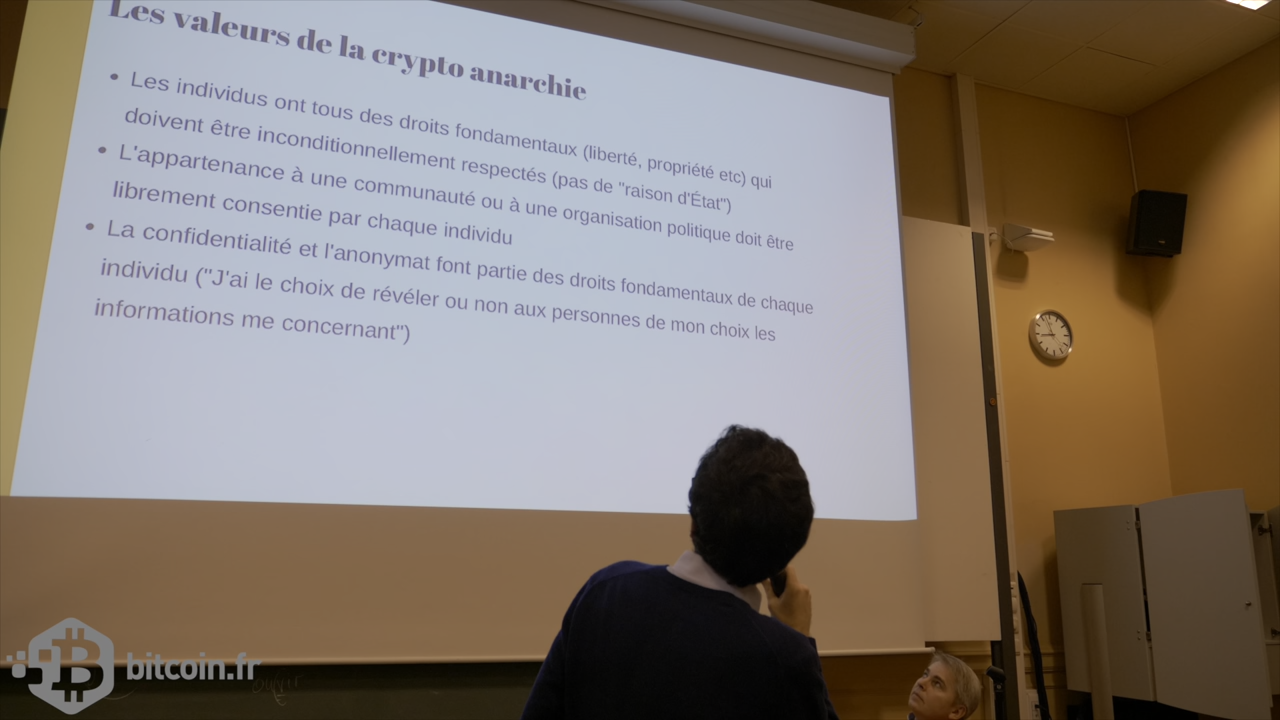 Les valeurs de la crypto anarchie
• Les individus ont tous des droits fondamentaux (liberté, propriété etc) qui
doivent être inconditionnellement respectés (pas de "raison d'État")
• L'appartenance à une communauté ou à une organisation politique doit être
librement consentie par chaque individu
• La confidentialité et l'anonymat font partie des droits fondamentaux de chaque
individu ("J'ai le choix de révéler ou non aux personnes de mon choix les
informations me concernant")
bitcoin.fr